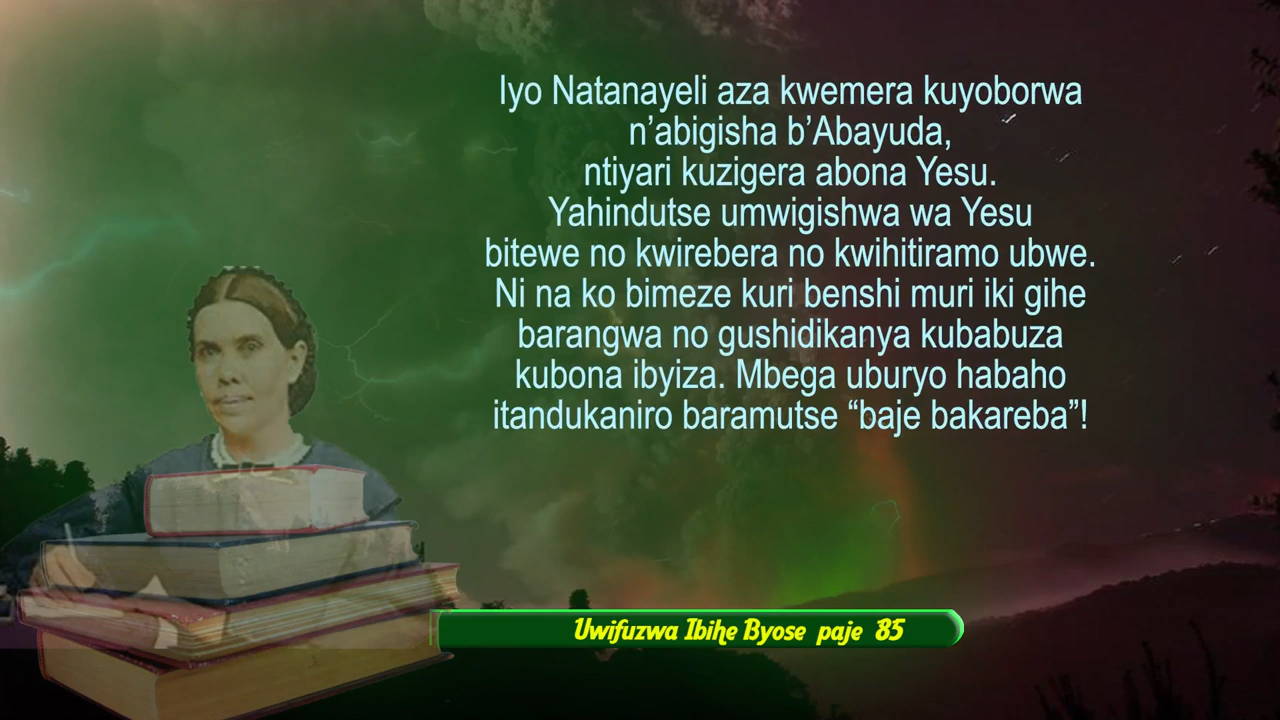 Iyo Natanayeli aza kwemera kuyoborwa
n’abigisha b’Abayuda,
ntiyari kuzigera abona Yesu.
Yahindutse umwigishwa wa Yesu
bitewe no kwirebera no kwihitiramo ubwe.
Ni na ko bimeze kuri benshi muri iki gihe
barangwa no gushidikanya kubabuza
kubona ibyiza. Mbega uburyo habaho
itandukaniro baramutse “baje bakareba”!
Uwifuzwa Ibihe Byose paje 85